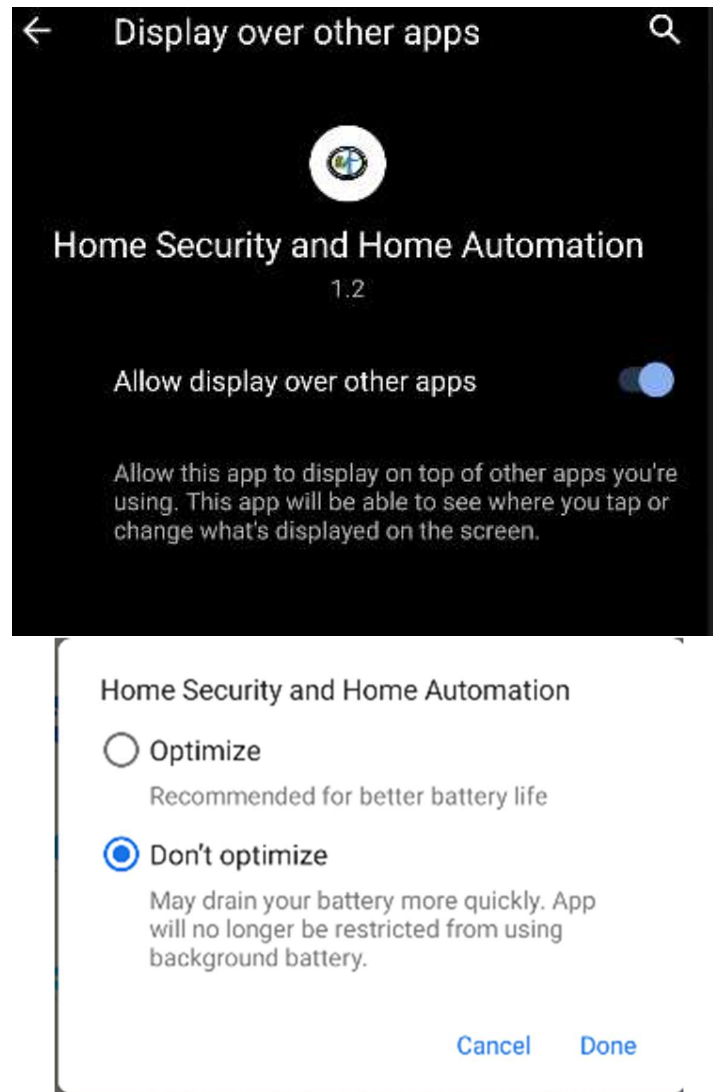 Display over other apps
Home Security and Home Automation
1.2
Allow display over other apps
Allow this app to display on top of other apps you're
using. This app will be able to see where you tap or
change what's displayed on the screen.
Home Security and Home Automation
Optimize
Recommended for better battery life
Don't optimize
May drain your battery more quickly. App
will no longer be restricted from using
background battery.
Cancel Done